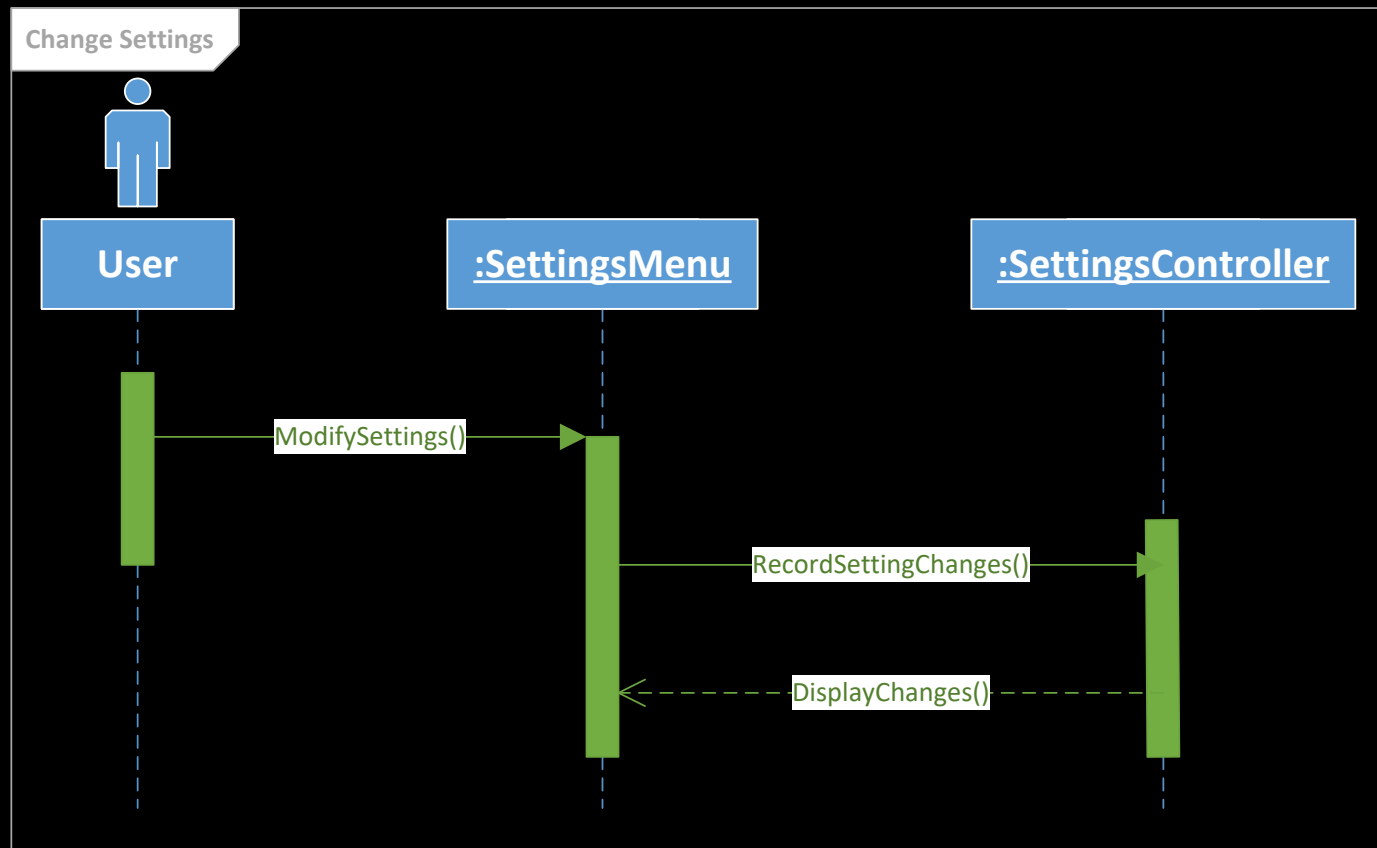 Change Settings
User
:SettingsMenu
:SettingsController
ModifySettings()
RecordSettingChanges()
DisplayChanges()